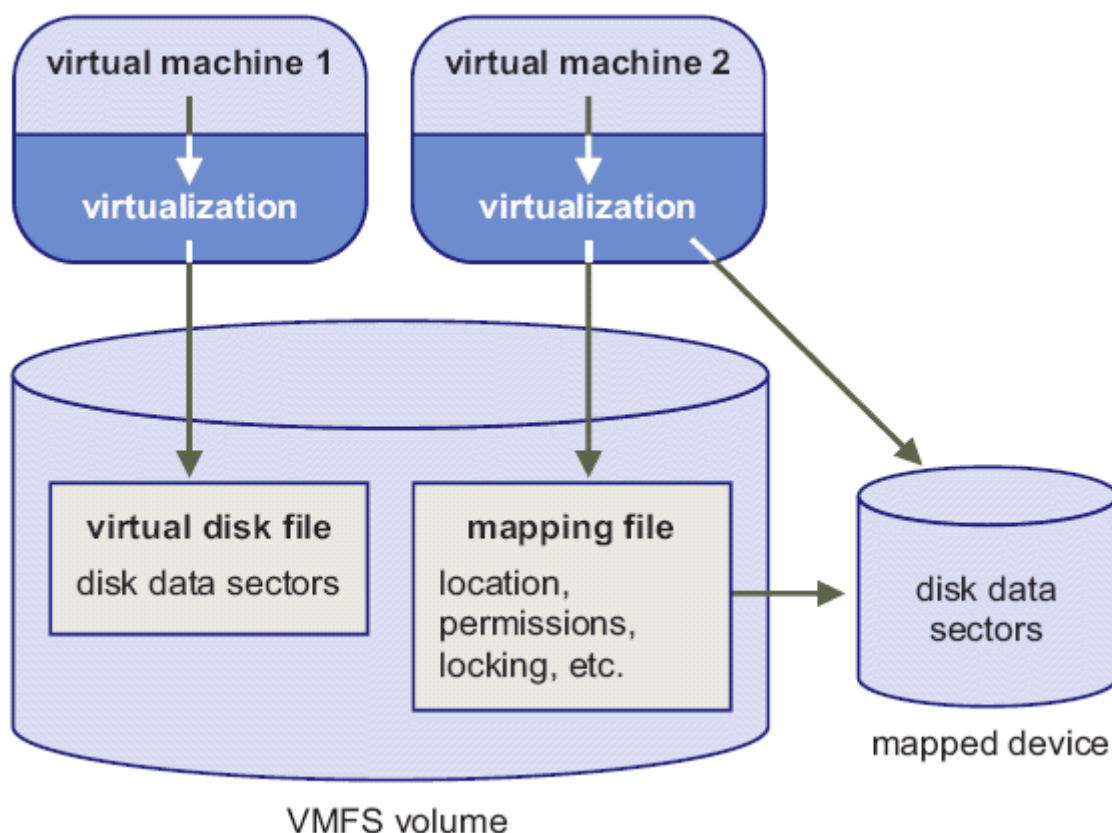 virtual machine 1
virtualization
virtual machine 2
virtualization
virtual disk file
disk data sectors
mapping file
location,
permissions,
locking, etc.
disk data
sectors
mapped device
VMFS volume